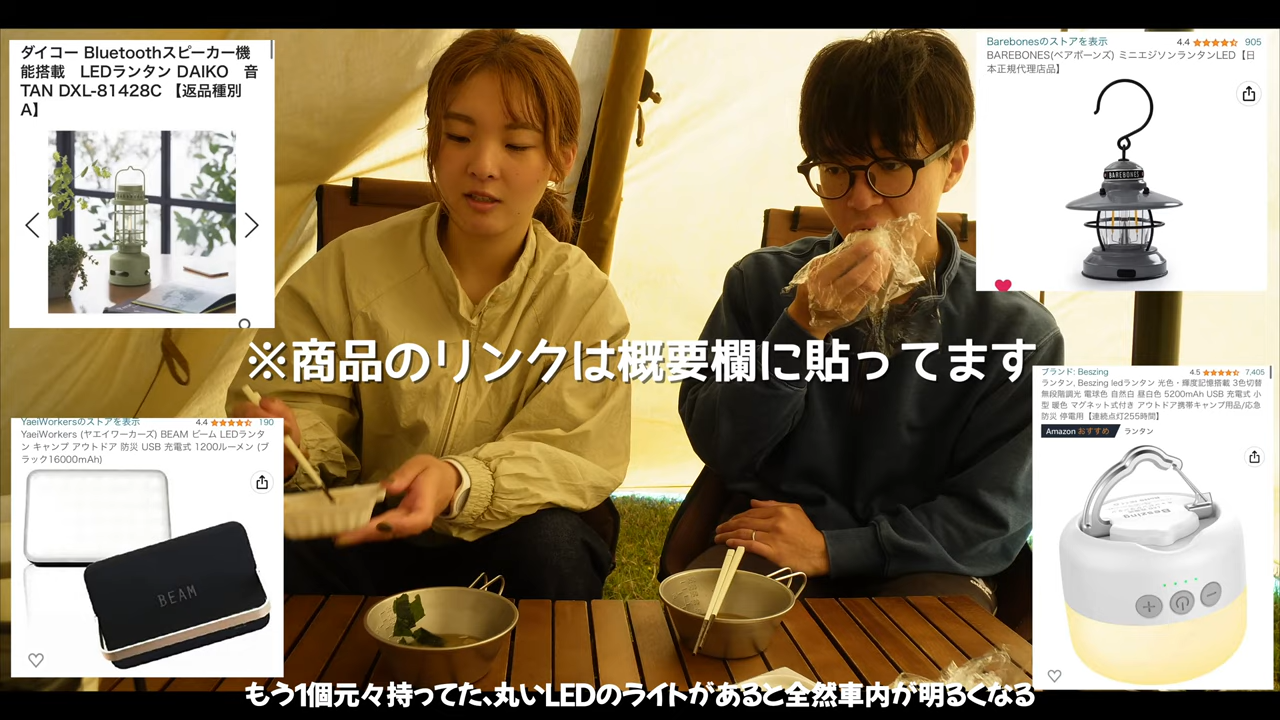 ダイコー Bluetoothスピーカー機
能搭載 LEDランタン DAIKO 音
TAN DXL-81428C 【返品種別
A】
Barebonesのストアを表示 4.4 905
BAREBONES(ベアボーンズ) ミニエジソンランタンLED【日
本正規代理店品】
BAREBONES
※商品のリンクは概要欄に貼ってます
YaeiWorkersのストアを表示 4.4 190
YaeiWorkers (ヤエイワーカーズ) BEAM ビーム LEDランタ
ン キャンプ アウトドア 防災 USB 充電式 1200ルーメン (ブ
ラック16000mAh)
BEAM
ブランド: Beszing 4.5 7,405
ランタン, Beszing ledランタン 光色・輝度記憶搭載 3色切替
無段階調光 電球色 自然白 昼白色 5200mAh USB 充電式 小
型 暖色 マグネット式付き アウトドア携帯キャンプ用品/応急
防災 停電用【連続点灯255時間】
Amazon おすすめ ランタン
Beszing
もう1個元々持ってた、丸いLEDのライトがあると全然車内が明るくなる